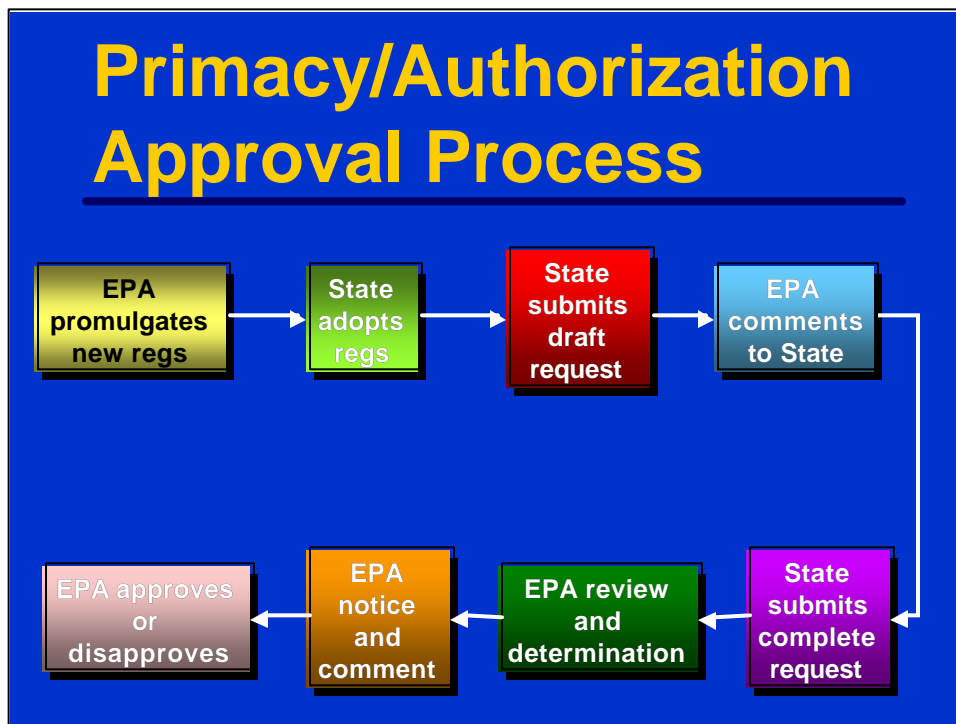 Primacy/Authorization
Approval Process
EPA
promulgates
new regs
State
adopts
regs
State
submits
draft
request
EPA
comments
to State
State
submits
complete
request
EPA review
and
determination
EPA
notice
and
comment
EPA approves
or
disapproves